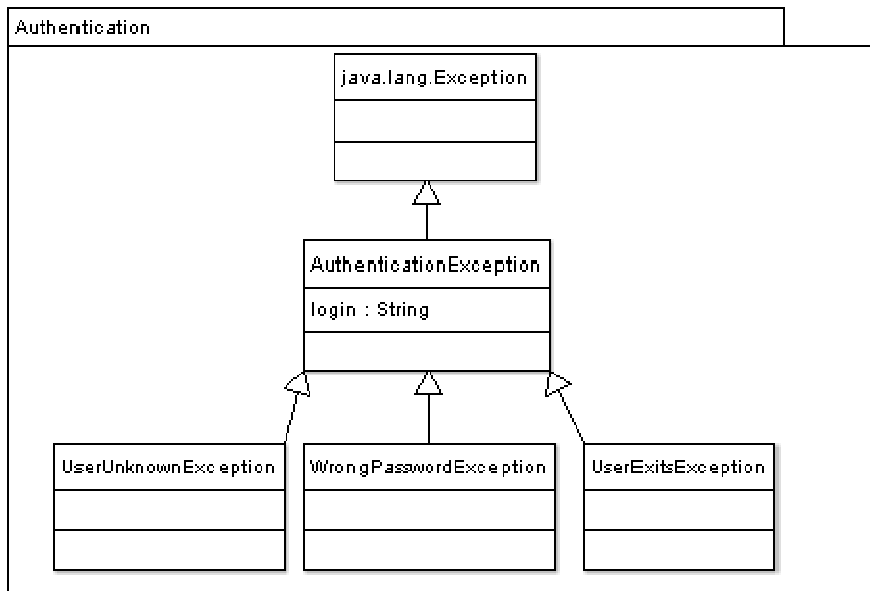 Authentication
java.lang.Exception
AuthenticationException
login : String
UserUnknownException
WrongPasswordException
UserExitsException